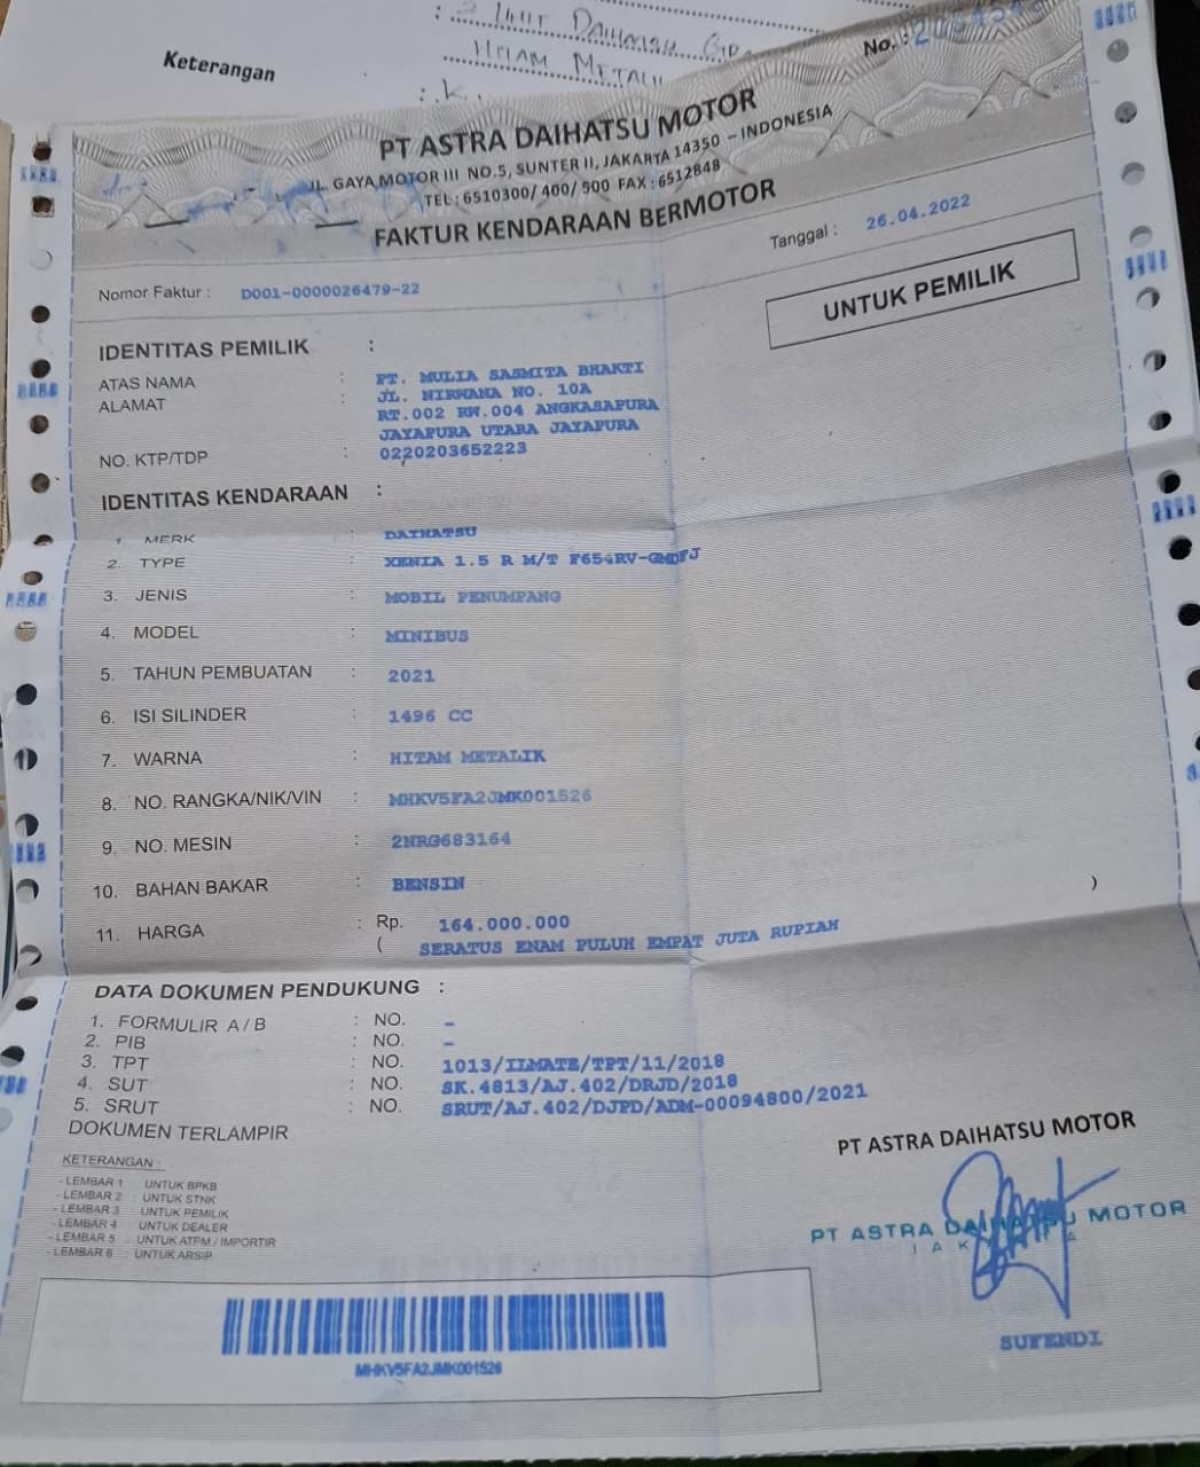 Keterangan
DAIHATSU
HITAM METALIK
: K.
No. :
PT ASTRA DAIHATSU MOTOR
JL. GAYA MOTOR III NO.5, SUNTER II, JAKARTA 14350 – INDONESIA
TEL : 6510300/ 400/ 500 FAX : 6512848
FAKTUR KENDARAAN BERMOTOR
Tanggal : 26.04.2022
Nomor Faktur : D001-0000026479-22
UNTUK PEMILIK
IDENTITAS PEMILIK :
ATAS NAMA : PT. MULIA SASMITA BHAKTI
ALAMAT : JL. NIRWANA NO. 10A
RT.002 RW.004 ANGKASAPURA
JAYAPURA UTARA JAYAPURA
NO. KTP/TDP : 0220203652223
IDENTITAS KENDARAAN :
1. MERK : DAIHATSU
2. TYPE : XENIA 1.5 R M/T F654RV-GMDFJ
3. JENIS : MOBIL PENUMPANG
4. MODEL : MINIBUS
5. TAHUN PEMBUATAN : 2021
6. ISI SILINDER : 1496 CC
7. WARNA : HITAM METALIK
8. NO. RANGKA/NIK/VIN : MHKV5FA2JMK001526
9. NO. MESIN : 2NRG683164
10. BAHAN BAKAR : BENSIN
11. HARGA : Rp. 164.000.000
( SERATUS ENAM PULUH EMPAT JUTA RUPIAH )
DATA DOKUMEN PENDUKUNG :
1. FORMULIR A / B : NO. –
2. PIB : NO. –
3. TPT : NO. 1013/ILMATE/TPT/11/2018
4. SUT : NO. SK.4813/AJ.402/DRJD/2018
5. SRUT : NO. SRUT/AJ.402/DJPD/ADM-00094800/2021
DOKUMEN TERLAMPIR
KETERANGAN :
- LEMBAR 1 : UNTUK BPKB
- LEMBAR 2 : UNTUK STNK
- LEMBAR 3 : UNTUK PEMILIK
- LEMBAR 4 : UNTUK DEALER
- LEMBAR 5 : UNTUK ATPM / IMPORTIR
- LEMBAR 6 : UNTUK ARSIP
PT ASTRA DAIHATSU MOTOR
PT ASTRA DAIHATSU MOTOR
JAKARTA
SUPENDI
MHKV5FA2JMK001526